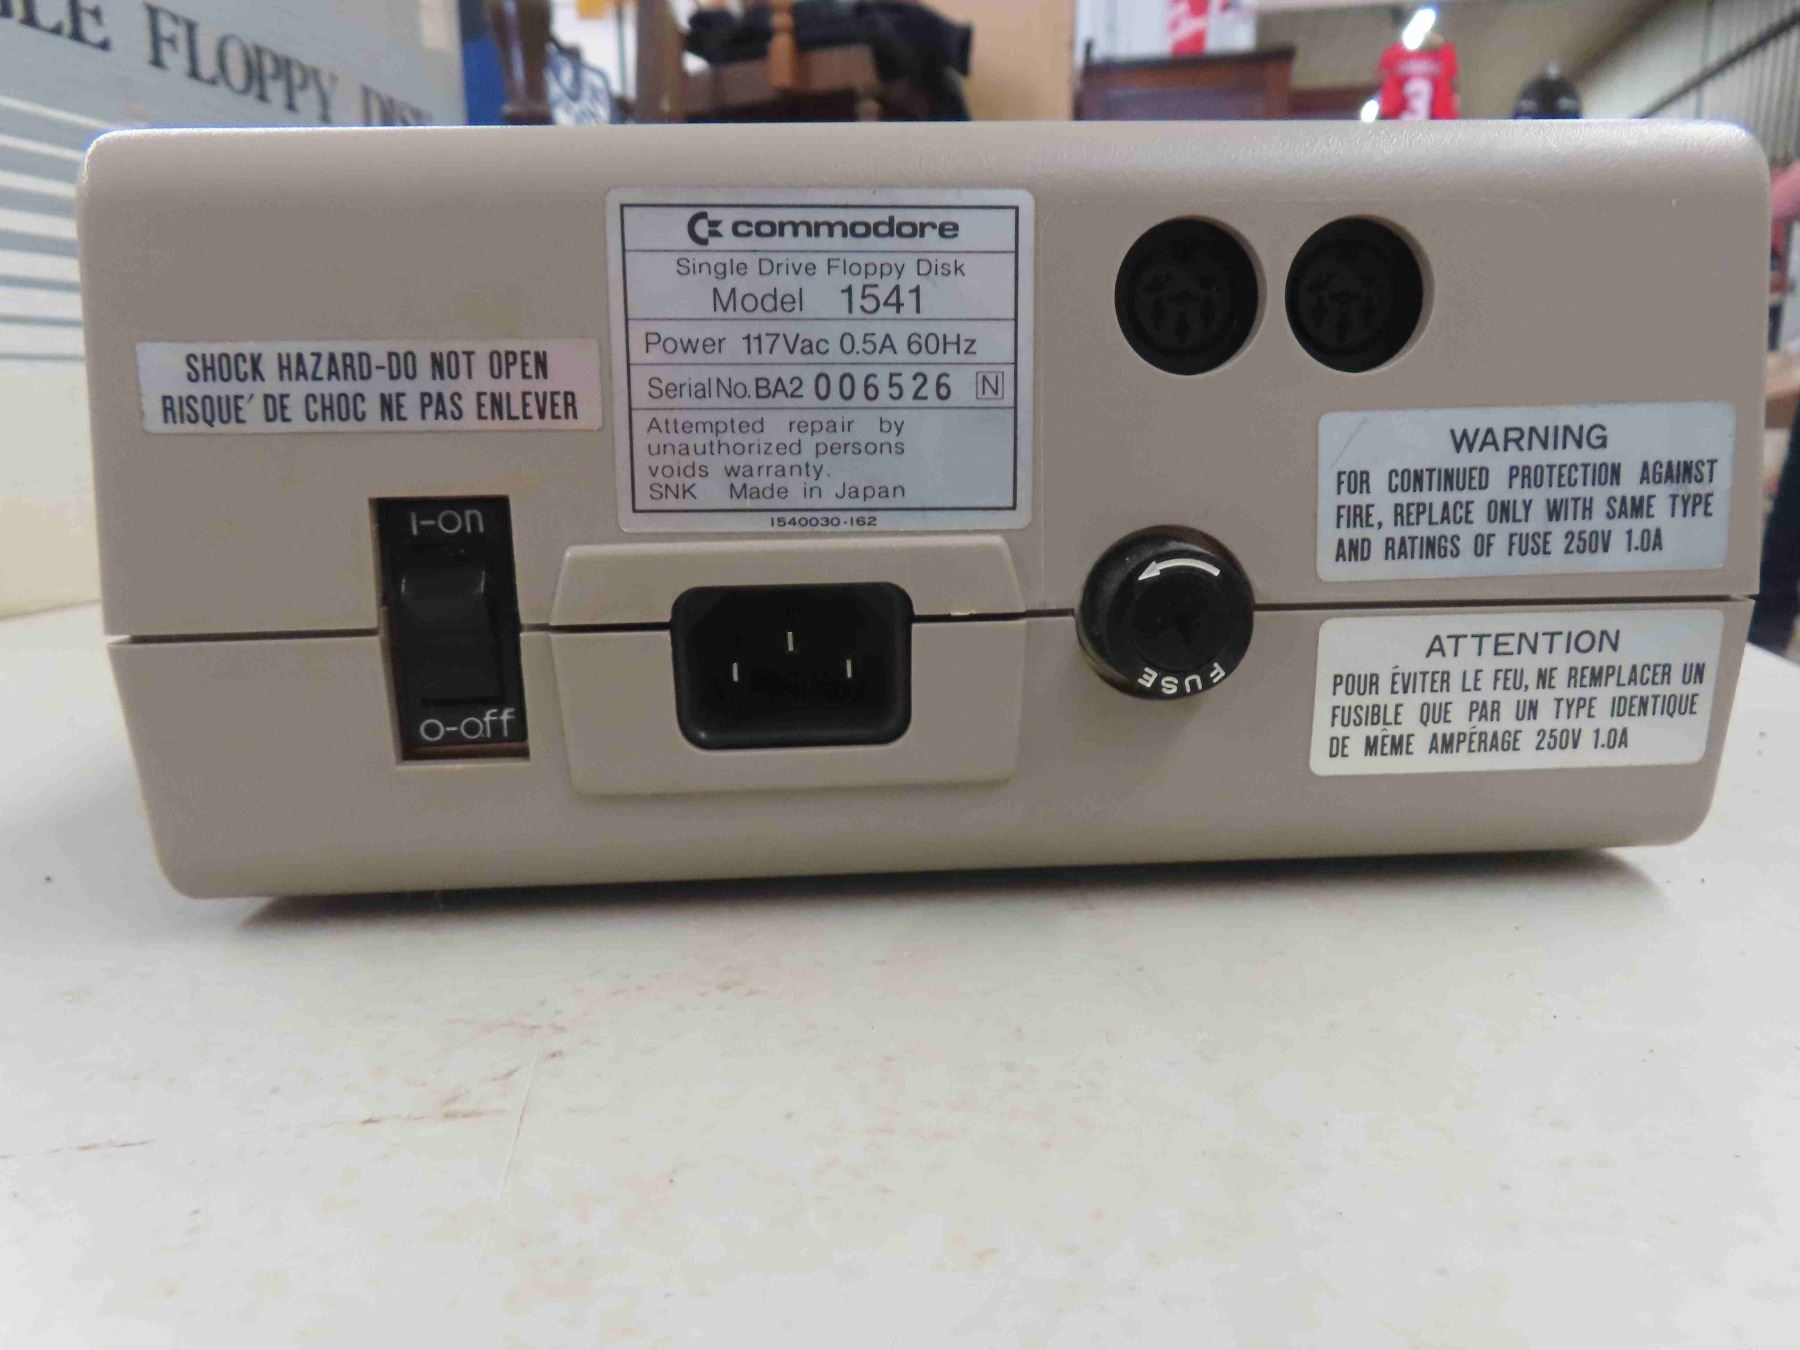 FLOPPY
3
commodore
Single Drive Floppy Disk
Model 1541
Power 117Vac 0.5A 60Hz
Serial No. BA2 006526 N
Attempted repair by
unauthorized persons
voids warranty.
SNK Made in Japan
1540030-162
SHOCK HAZARD-DO NOT OPEN
RISQUE´ DE CHOC NE PAS ENLEVER
I-on
O-off
FUSE
WARNING
FOR CONTINUED PROTECTION AGAINST
FIRE, REPLACE ONLY WITH SAME TYPE
AND RATINGS OF FUSE 250V 1.0A
ATTENTION
POUR ÉVITER LE FEU, NE REMPLACER UN
FUSIBLE QUE PAR UN TYPE IDENTIQUE
DE MÊME AMPÉRAGE 250V 1.0A